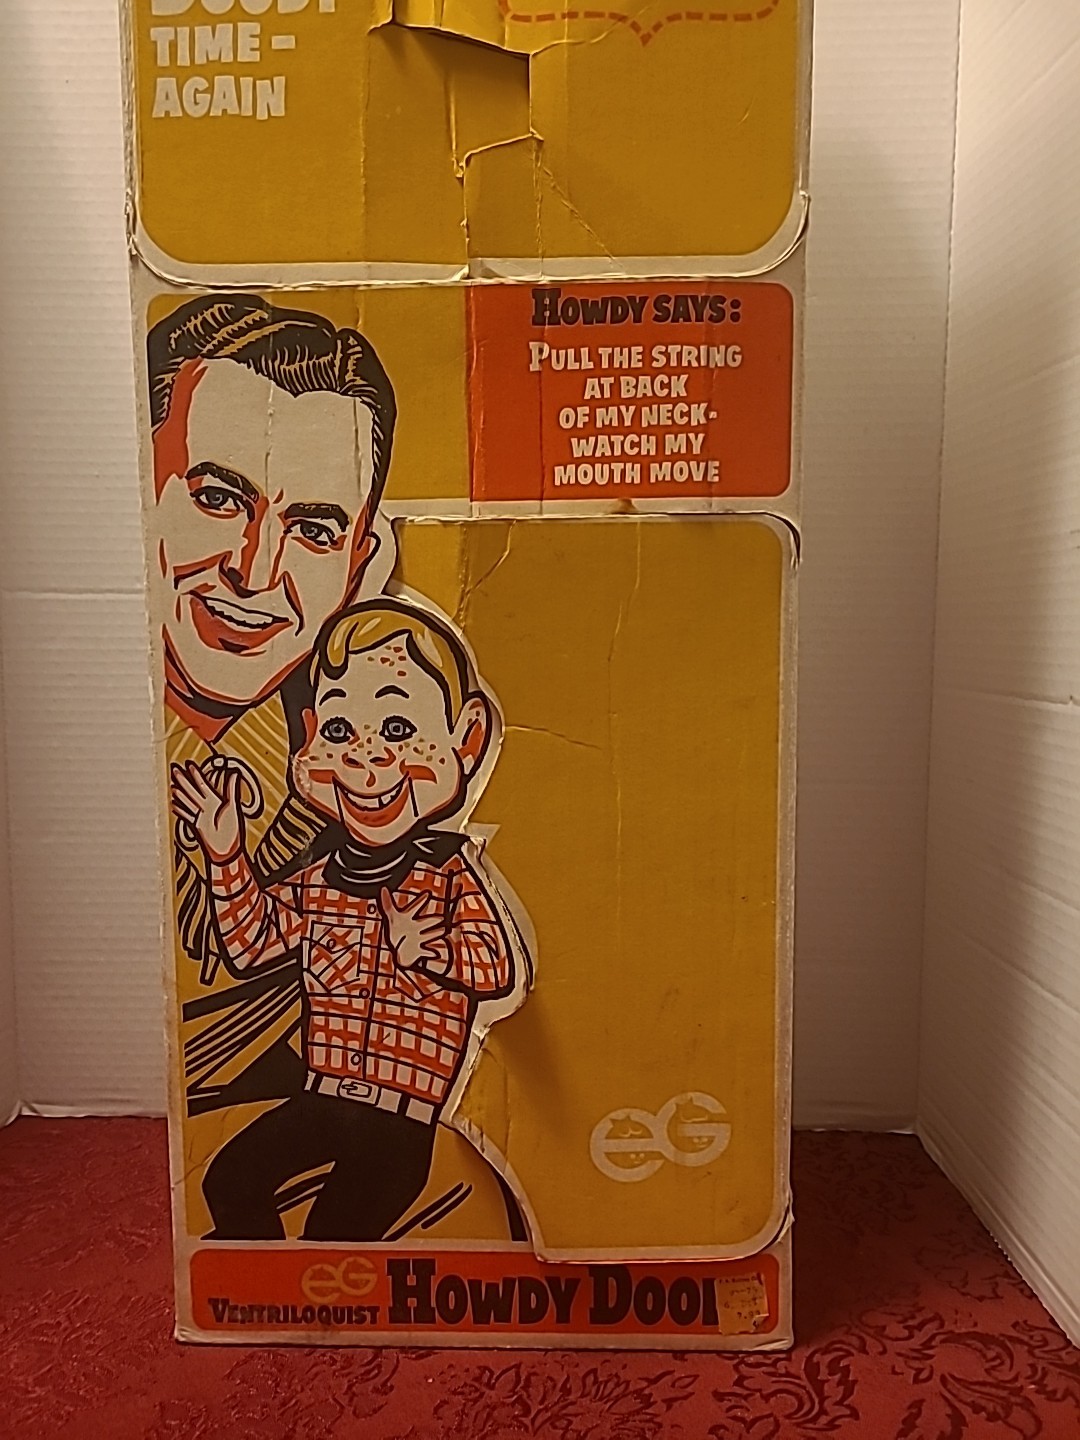 TIME -
AGAIN
HOWDY SAYS:
PULL THE STRING
AT BACK
OF MY NECK-
WATCH MY
MOUTH MOVE
eG
eG
VENTRILOQUIST HOWDY DOO